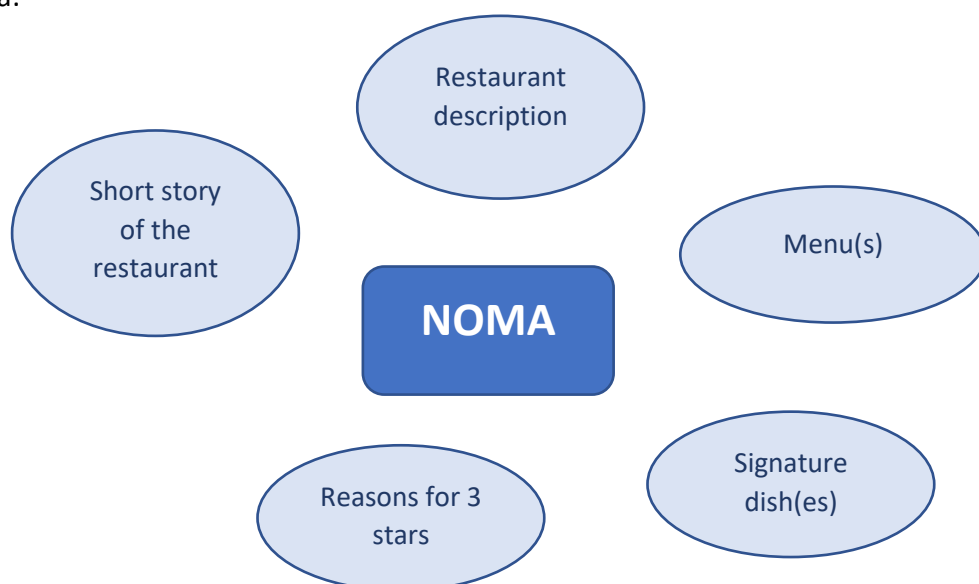 Restaurant
description
Short story
of the
restaurant
Menu(s)
NOMA
Signature
dish(es)
Reasons for 3
stars